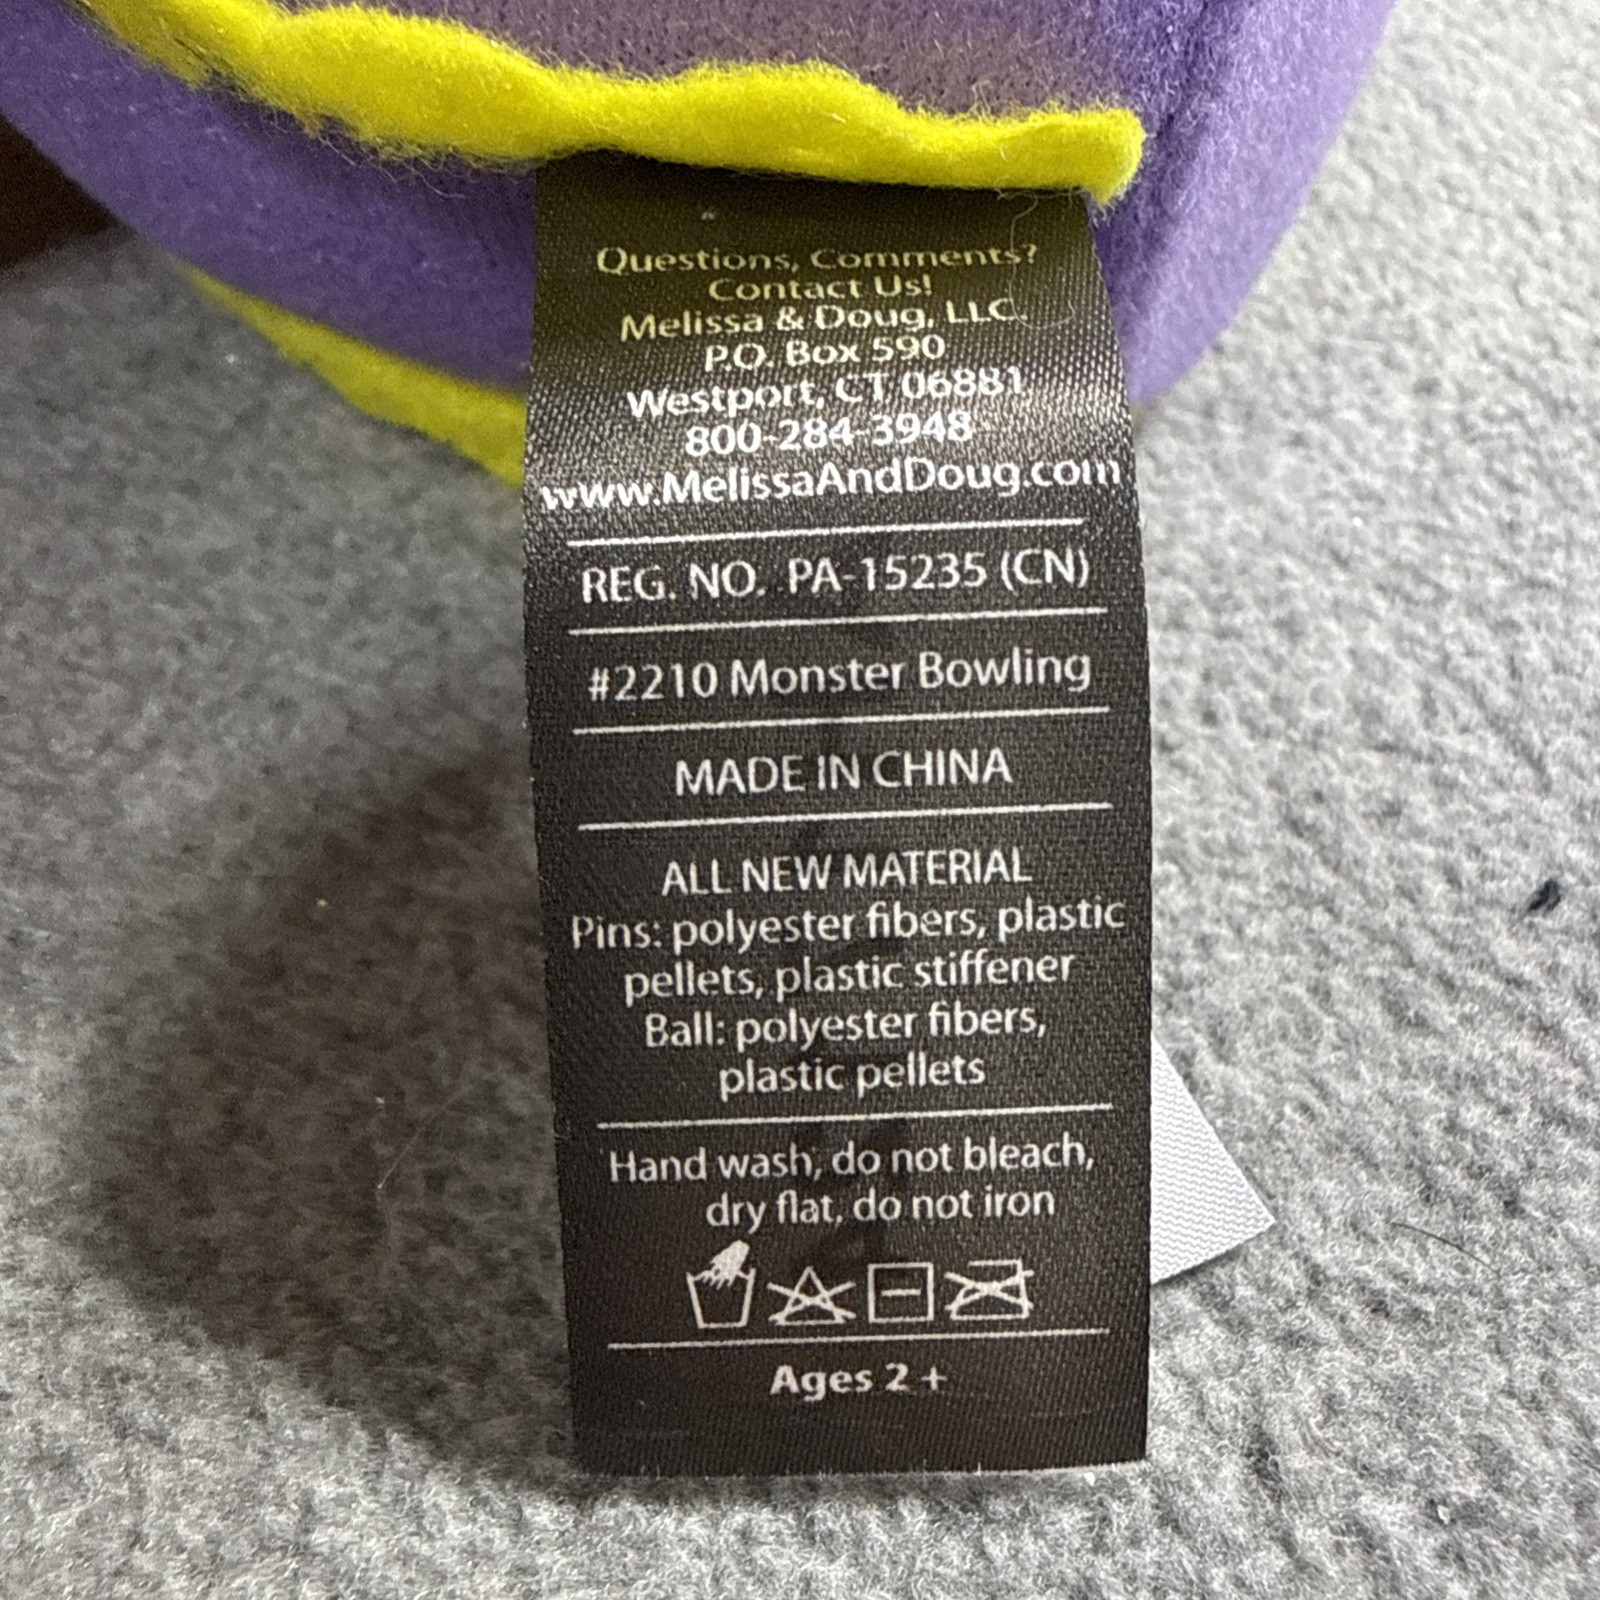 Questions, Comments?
Contact Us!
Melissa & Doug, LLC.
P.O. Box 590
Westport, CT 06881
800-284-3948
www.MelissaAndDoug.com
REG. NO. PA-15235 (CN)
#2210 Monster Bowling
MADE IN CHINA
ALL NEW MATERIAL
Pins: polyester fibers, plastic
pellets, plastic stiffener
Ball: polyester fibers,
plastic pellets
Hand wash, do not bleach,
dry flat, do not iron
Ages 2 +